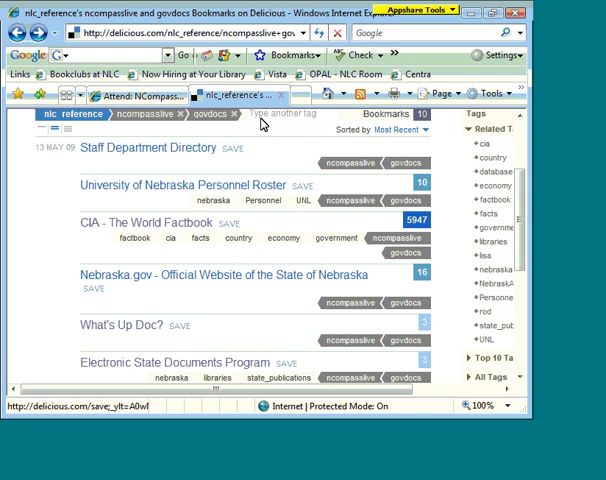 nlc_reference's ncompasslive and govdocs Bookmarks on Delicious - Windows Internet Explorer
Appshare Tools
http://delicious.com/nlc_reference/ncompasslive+gov
Google
Google
G
Go
Bookmarks
Check
Settings
Links Bookclubs at NLC Now Hiring at Your Library Vista OPAL - NLC Room Centra
Attend: NCompass...
nlc_reference's ...
Page
Tools
nlc_reference ncompasslive govdocs Type another tag
Bookmarks 10
Sorted by Most Recent
13 MAY 09 Staff Department Directory SAVE
ncompasslive govdocs
University of Nebraska Personnel Roster SAVE 10
nebraska Personnel UNL ncompasslive govdocs
CIA - The World Factbook SAVE 5947
factbook cia facts country economy government ncompasslive
govdocs
Nebraska.gov - Official Website of the State of Nebraska 16
SAVE
ncompasslive govdocs
What's Up Doc? SAVE 3
ncompasslive govdocs
Electronic State Documents Program SAVE 3
nebraska libraries state_publications ncompasslive govdocs
Tags
Related T
cia
country
database
economy
factbook
facts
governme
libraries
lisa
nebraska
NebraskA
Personne
rod
state_pub
UNL
Top 10 Ta
All Tags
http://delicious.com/save;_ylt=A0wM
Internet | Protected Mode: On
100%